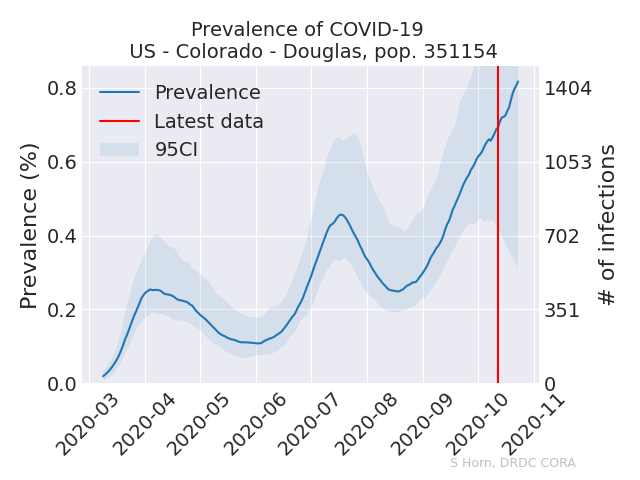 Prevalence of COVID-19
US - Colorado - Douglas, pop. 351154
Prevalence
Latest data
95CI
Prevalence (%)
0.8
0.6
0.4
0.2
0.0
1404
1053
702
351
0
# of infections
2020-03
2020-04
2020-05
2020-06
2020-07
2020-08
2020-09
2020-10
2020-11
S Horn, DRDC CORA